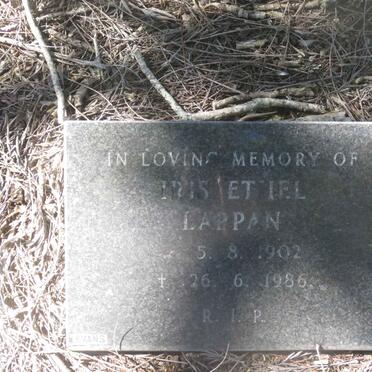 IN LOVING MEMORY OF
IRIS ETHEL
LAPPAN
5. 8. 1902
† 26. 6. 1986
R. I. P.